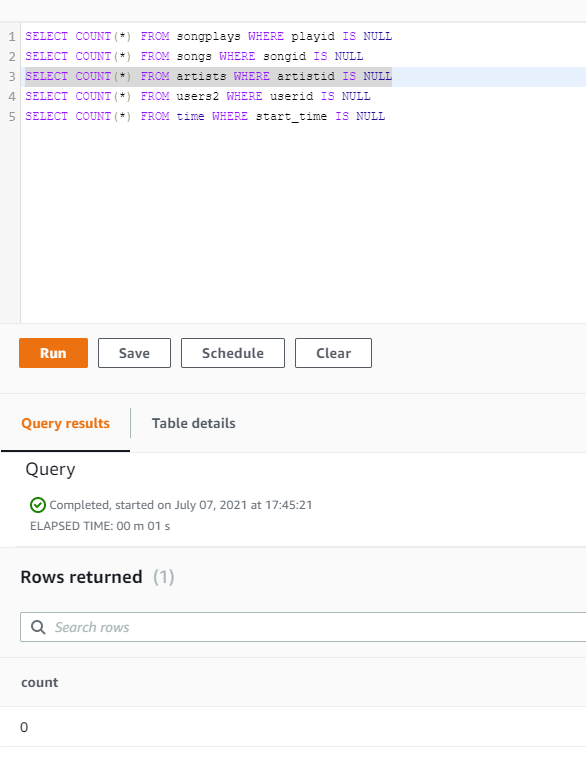 1 SELECT COUNT(*) FROM songplays WHERE playid IS NULL
2 SELECT COUNT(*) FROM songs WHERE songid IS NULL
3 SELECT COUNT(*) FROM artists WHERE artistid IS NULL
4 SELECT COUNT(*) FROM users2 WHERE userid IS NULL
5 SELECT COUNT(*) FROM time WHERE start_time IS NULL
Run Save Schedule Clear
Query results Table details
Query
Completed, started on July 07, 2021 at 17:45:21
ELAPSED TIME: 00 m 01 s
Rows returned (1)
Search rows
count
0